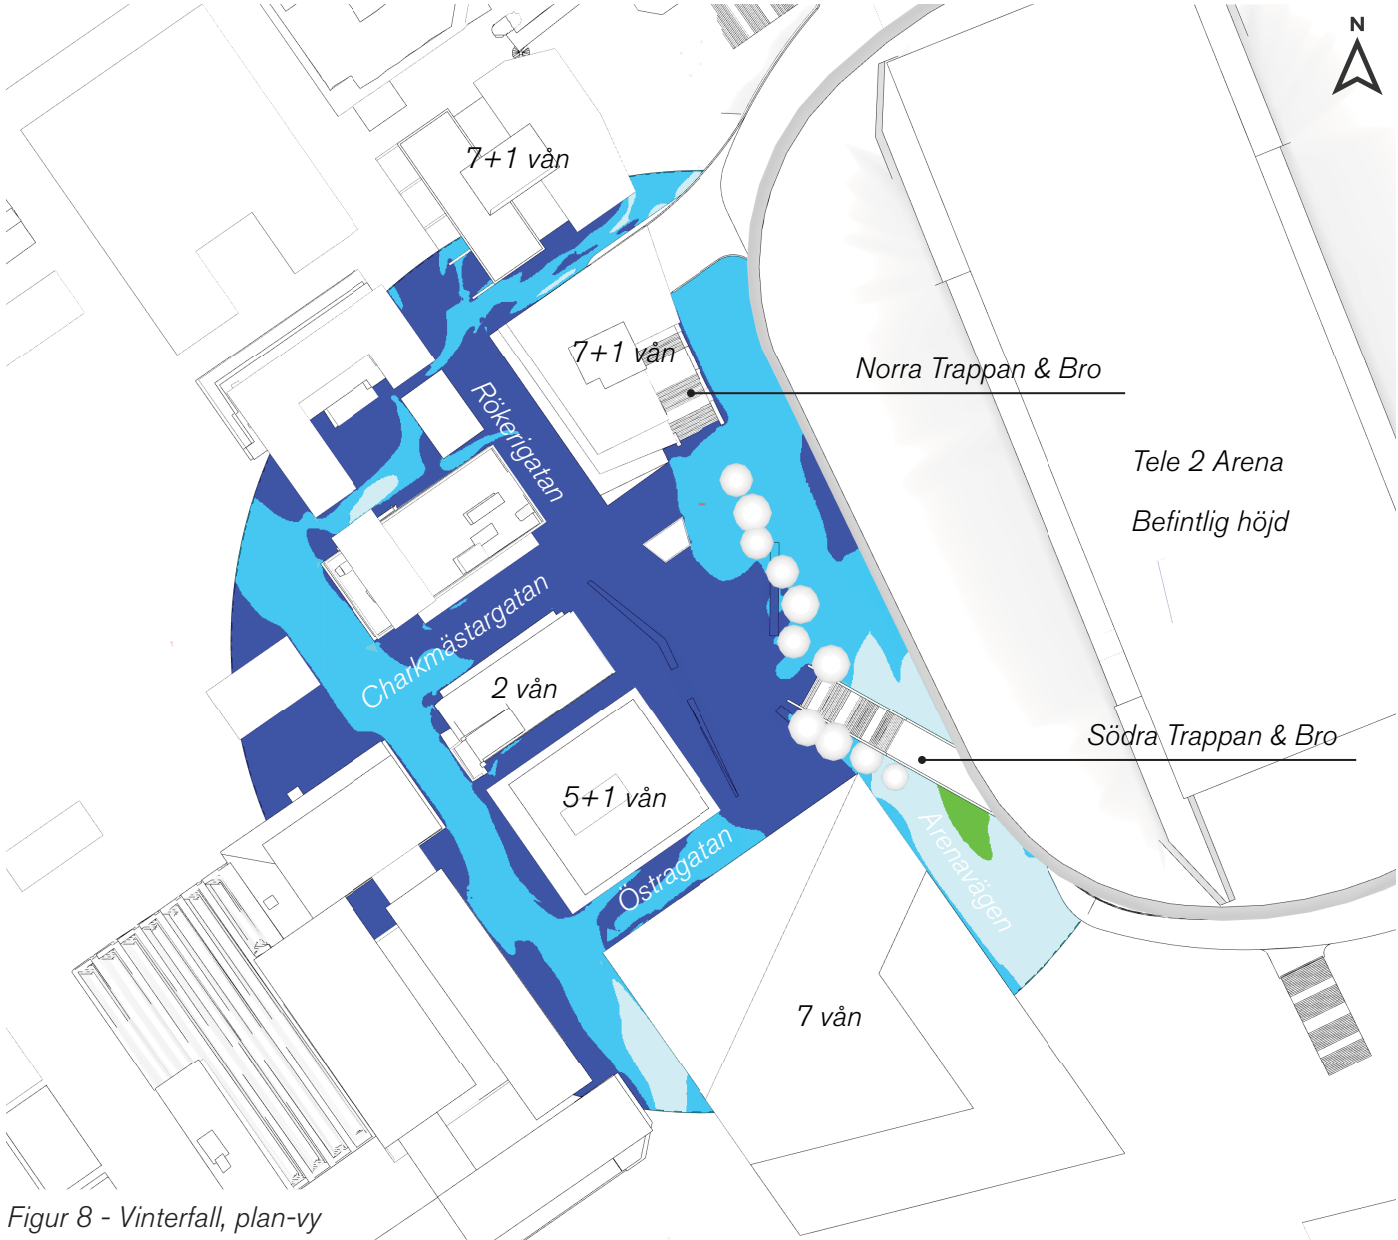 N
7+1 vån
7+1 vån
Norra Trappan & Bro
Rökerigatan
Tele 2 Arena
Befintlig höjd
Charkmästargatan
2 vån
Södra Trappan & Bro
5+1 vån
Östragatan
Arenavägen
7 vån
Figur 8 - Vinterfall, plan-vy